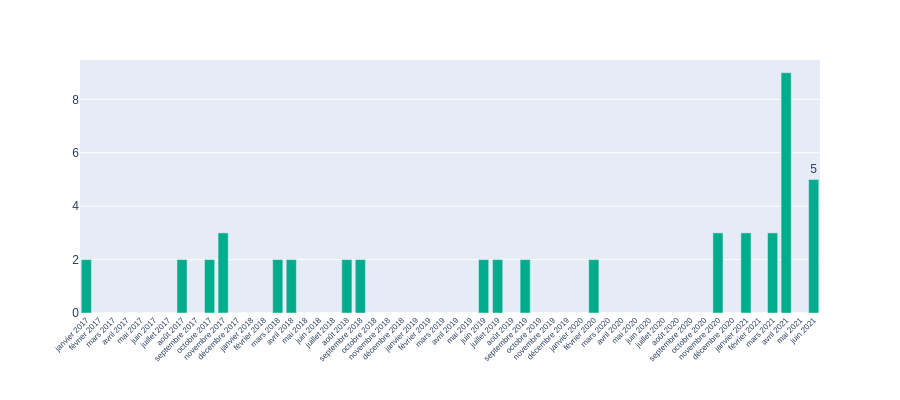 8
6
4
2
0
5
janvier 2017
février 2017
mars 2017
avril 2017
mai 2017
juin 2017
juillet 2017
août 2017
septembre 2017
octobre 2017
novembre 2017
décembre 2017
janvier 2018
février 2018
mars 2018
avril 2018
mai 2018
juin 2018
juillet 2018
août 2018
septembre 2018
octobre 2018
novembre 2018
décembre 2018
janvier 2019
février 2019
mars 2019
avril 2019
mai 2019
juin 2019
juillet 2019
août 2019
septembre 2019
octobre 2019
novembre 2019
décembre 2019
janvier 2020
février 2020
mars 2020
avril 2020
mai 2020
juin 2020
juillet 2020
août 2020
septembre 2020
octobre 2020
novembre 2020
décembre 2020
janvier 2021
février 2021
mars 2021
avril 2021
mai 2021
juin 2021